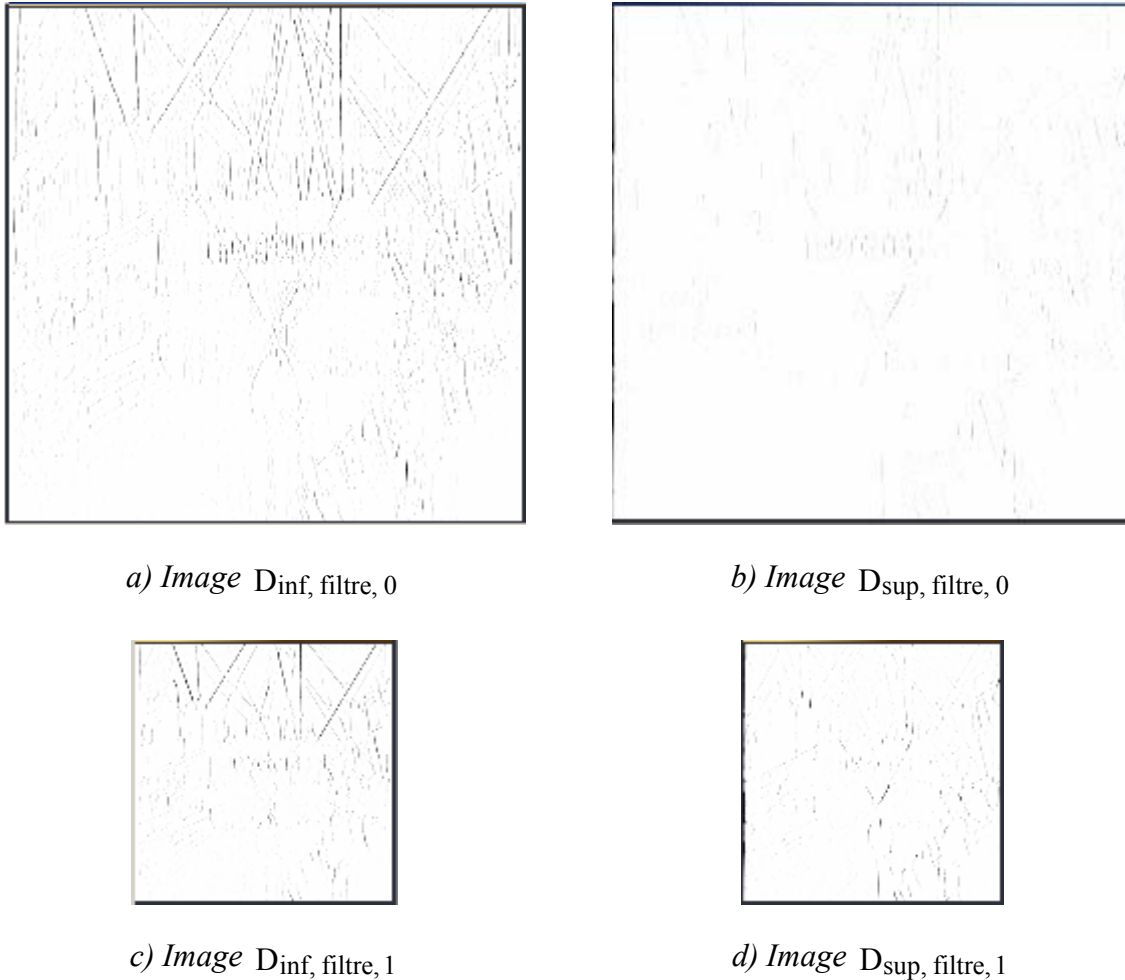 a) Image Dinf, filtre, 0
b) Image Dsup, filtre, 0
c) Image Dinf, filtre, 1
d) Image Dsup, filtre, 1